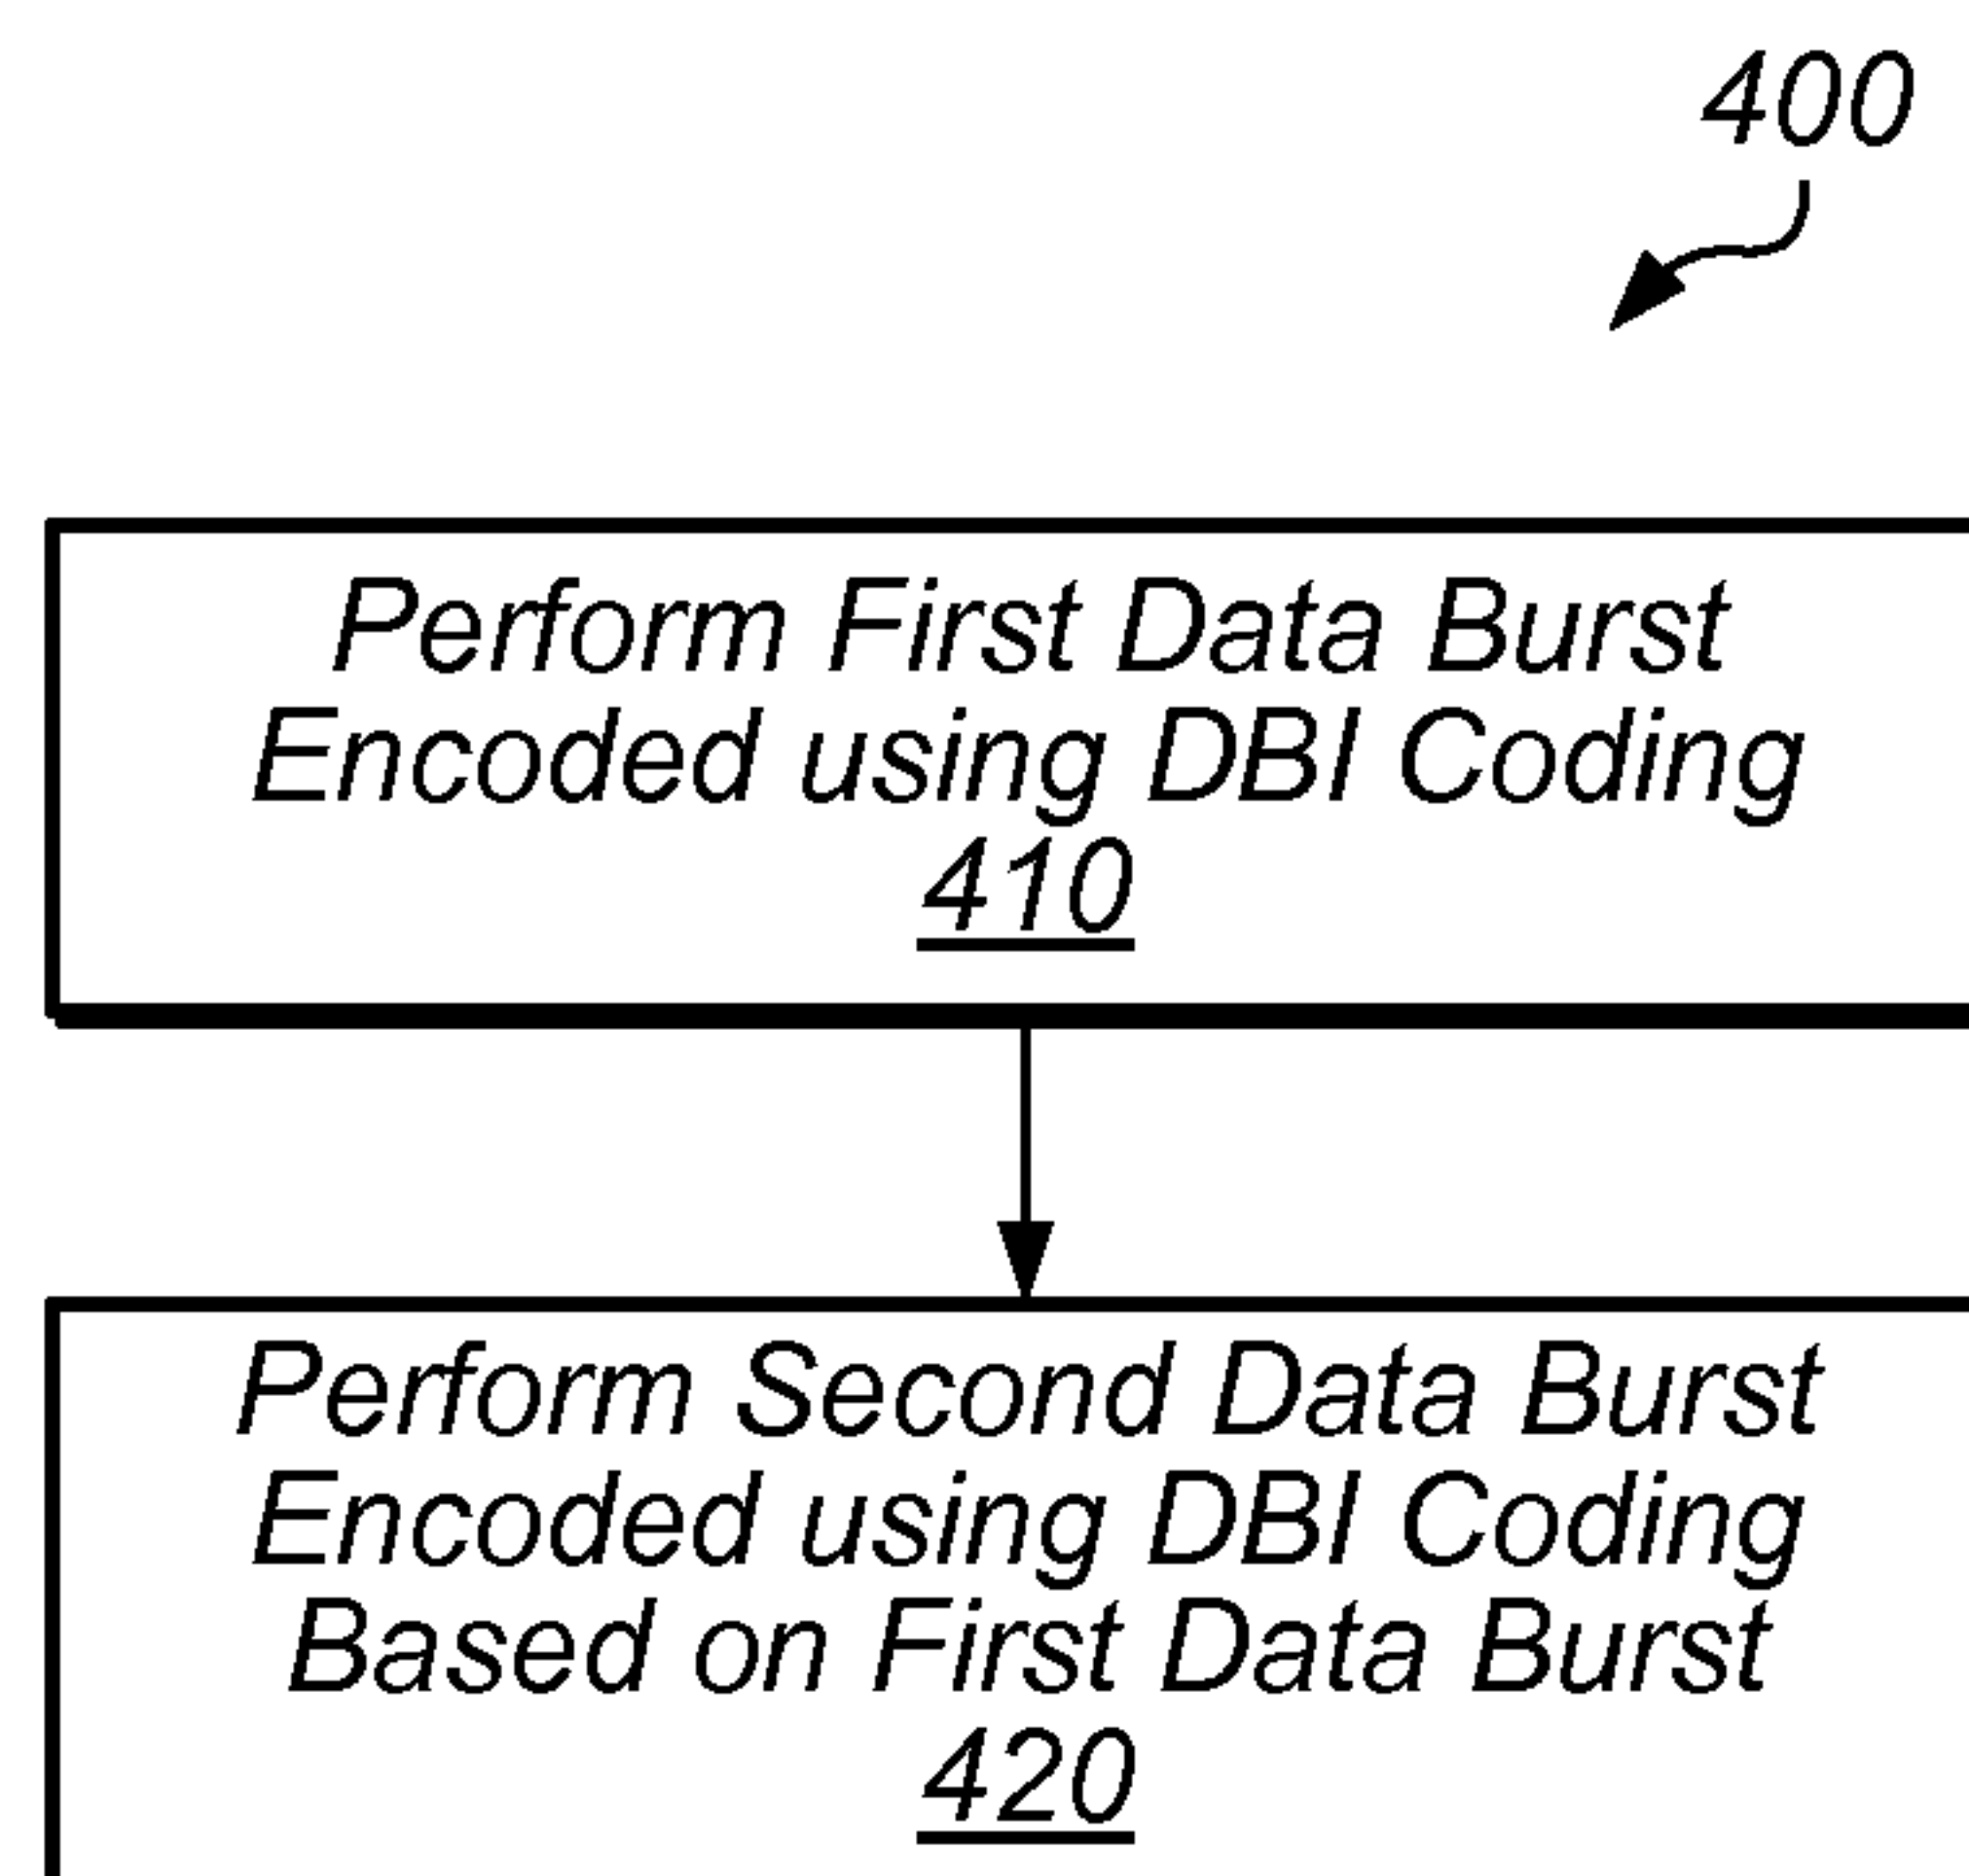 400
Perform First Data Burst
Encoded using DBI Coding
410
Perform Second Data Burst
Encoded using DBI Coding
Based on First Data Burst
420